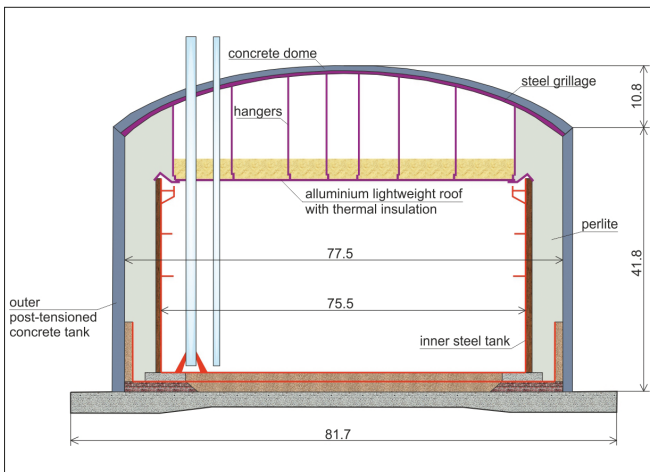 concrete dome
steel grillage
10.8
hangers
alluminium lightweight roof
with thermal insulation
perlite
77.5
41.8
75.5
outer
post-tensioned
concrete tank
inner steel tank
81.7